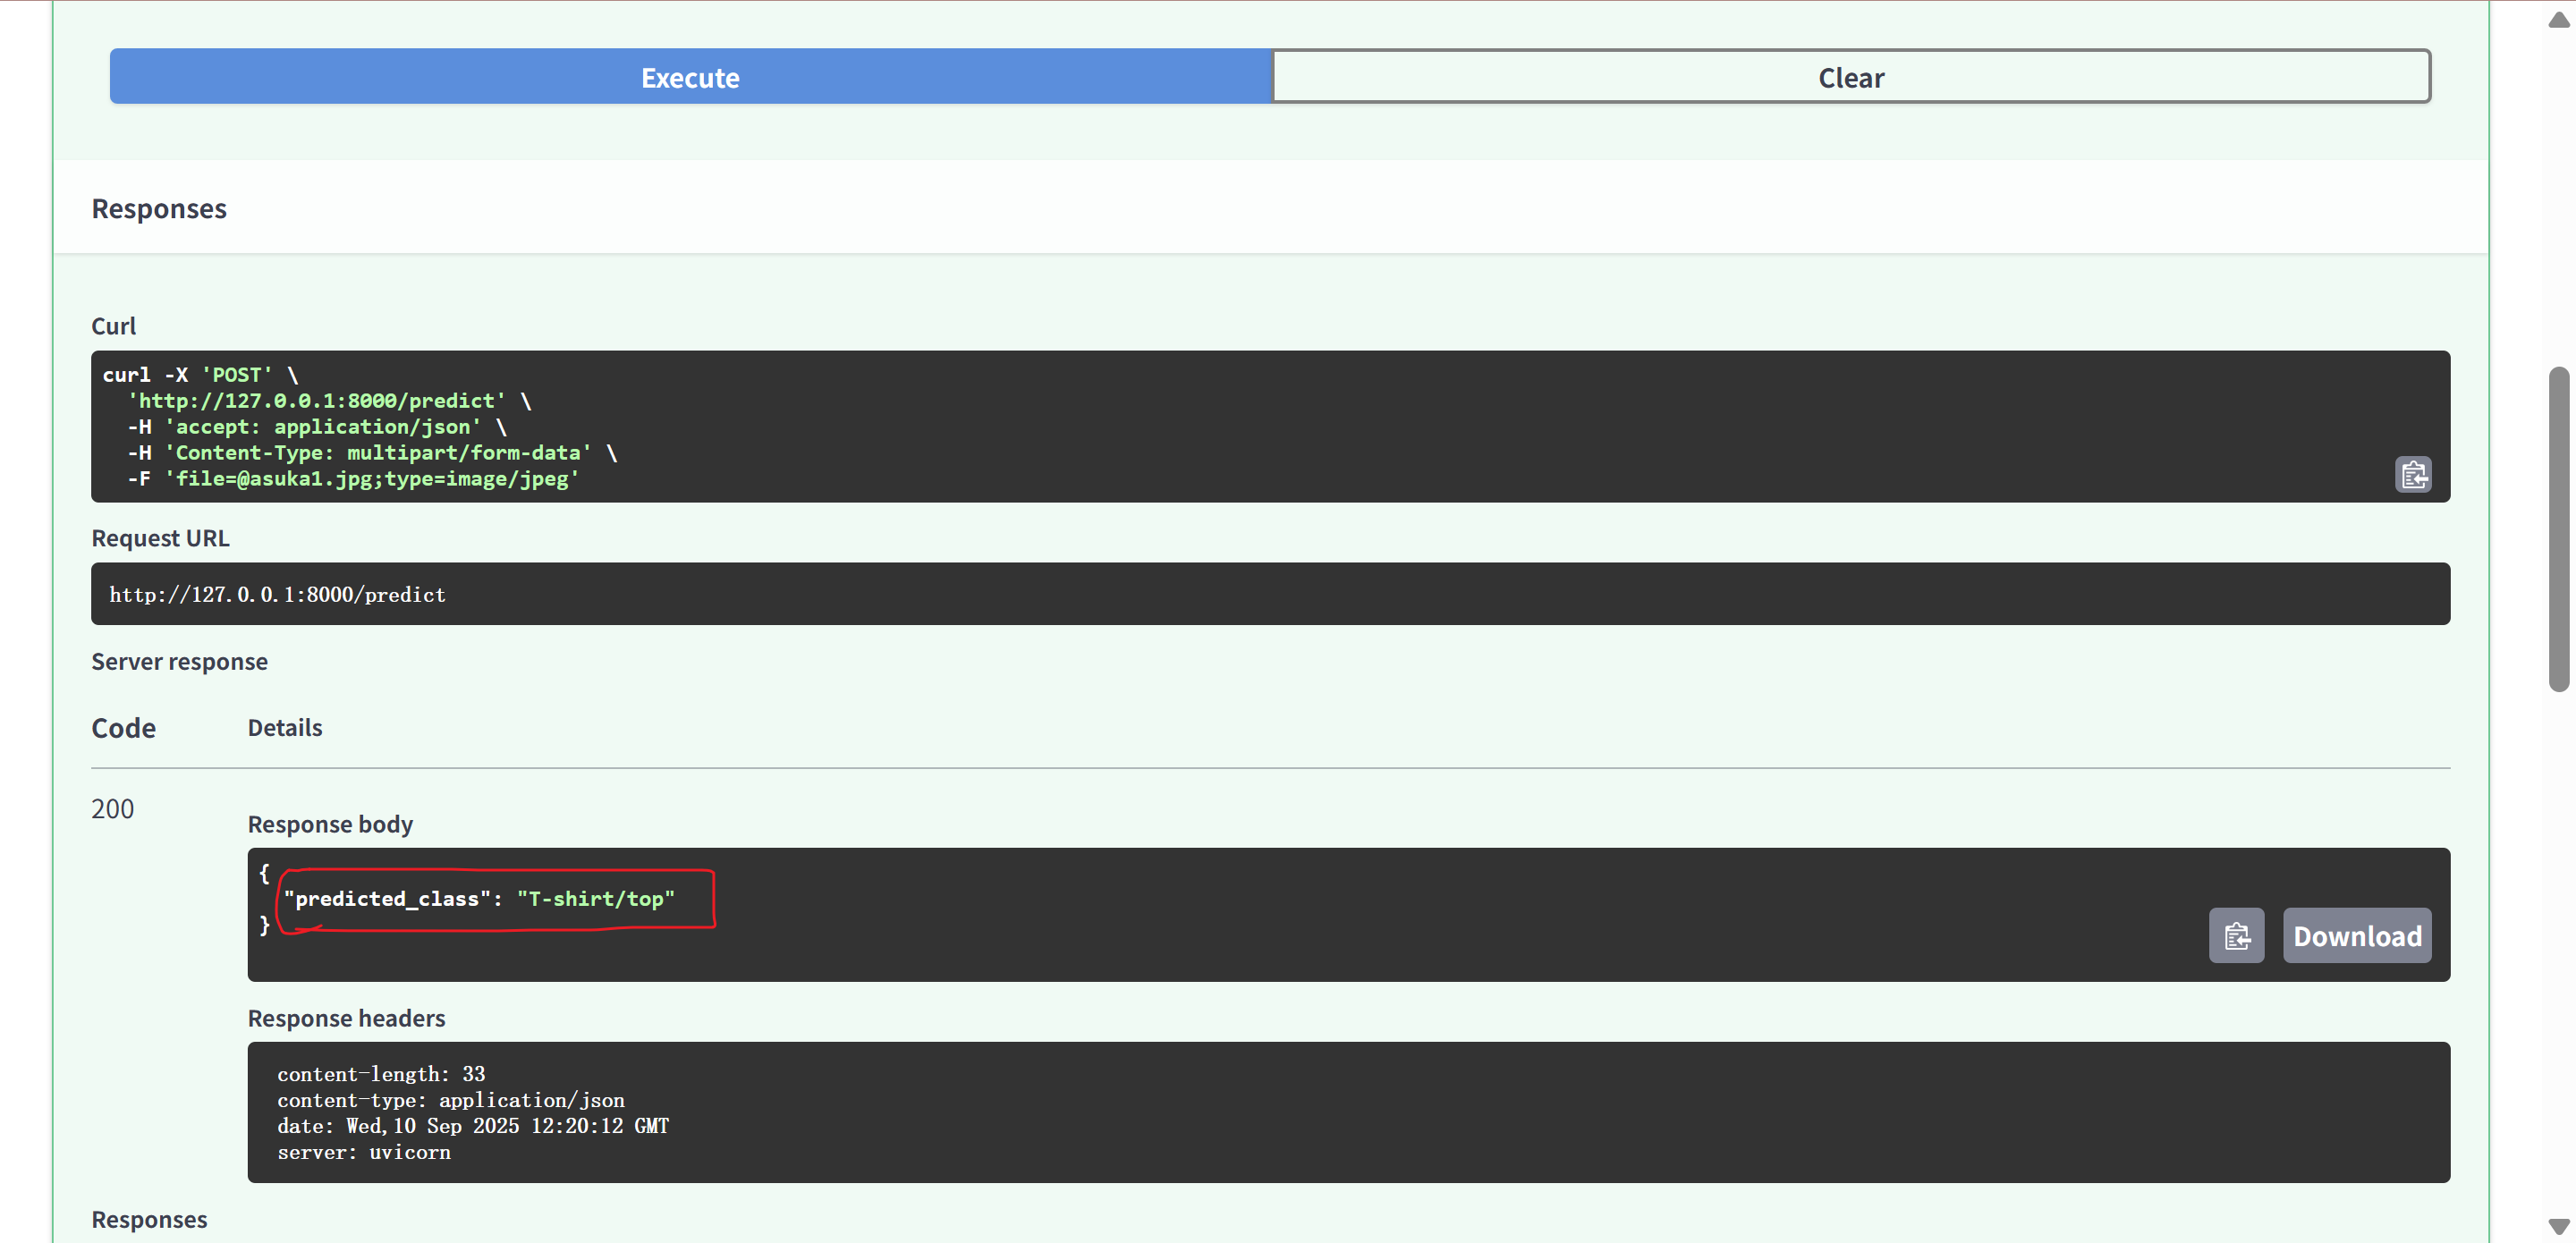 Execute
Clear
Responses
Curl
curl -X 'POST' \
  'http://127.0.0.1:8000/predict' \
  -H 'accept: application/json' \
  -H 'Content-Type: multipart/form-data' \
  -F 'file=@asuka1.jpg;type=image/jpeg'
Request URL
http://127.0.0.1:8000/predict
Server response
Code Details
200
Response body
{
  "predicted_class": "T-shirt/top"
}
Download
Response headers
content-length: 33
content-type: application/json
date: Wed,10 Sep 2025 12:20:12 GMT
server: uvicorn
Responses